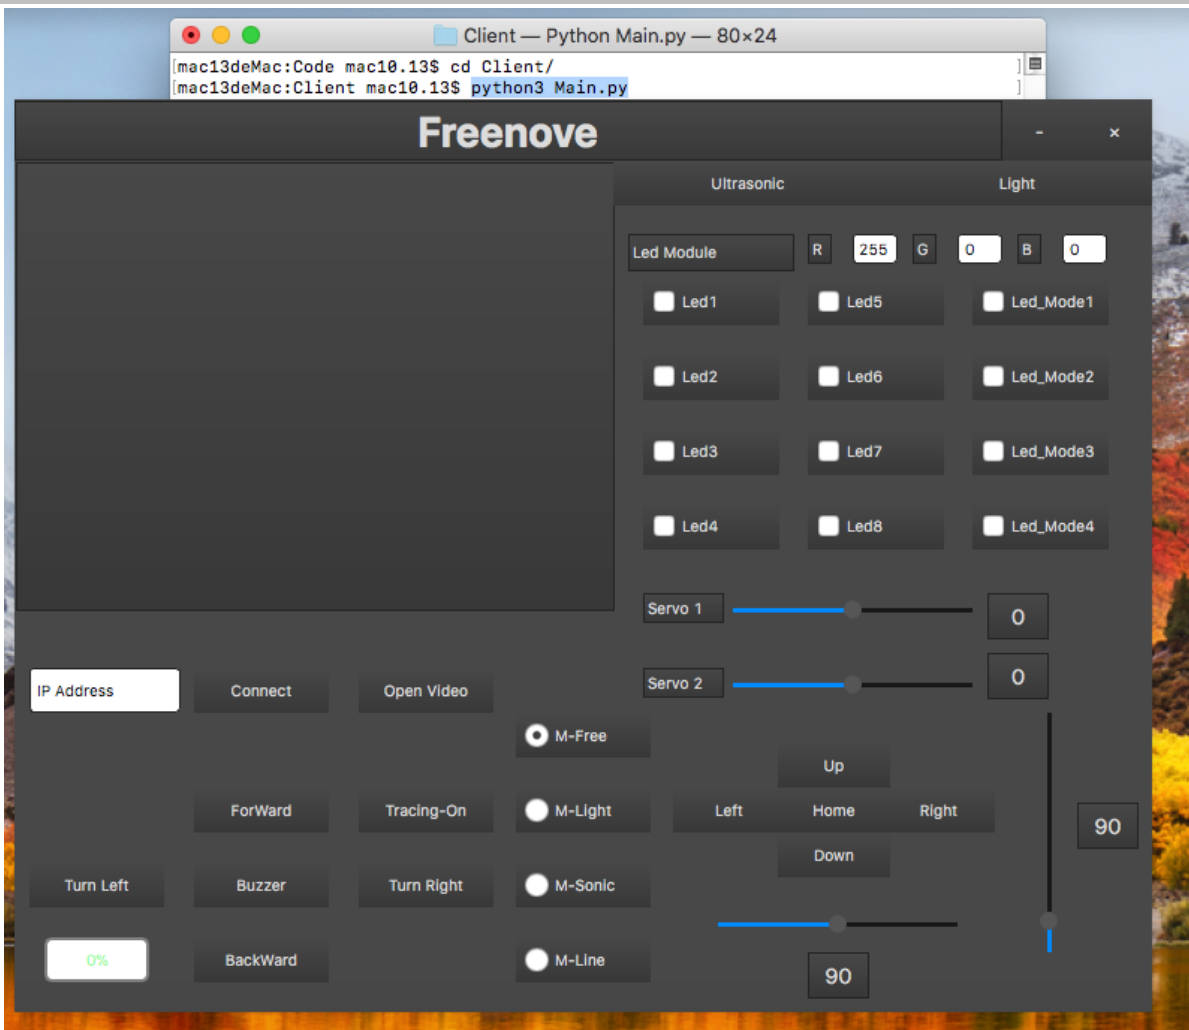 Client — Python Main.py — 80×24
[mac13deMac:Code mac10.13$ cd Client/ ]
[mac13deMac:Client mac10.13$ python3 Main.py ]
Freenove - ×
Ultrasonic Light
Led Module R 255 G 0 B 0
Led1 Led5 Led_Mode1
Led2 Led6 Led_Mode2
Led3 Led7 Led_Mode3
Led4 Led8 Led_Mode4
Servo 1 0
Servo 2 0
IP Address Connect Open Video
M-Free
Up
ForWard Tracing-On M-Light Left Home Right
90
Down
Turn Left Buzzer Turn Right M-Sonic
0% BackWard M-Line
90